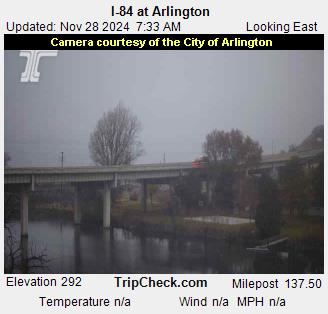 I-84 at Arlington
Updated: Nov 28 2024 7:33 AM Looking East
Camera courtesy of the City of Arlington
Elevation 292 TripCheck.com Milepost 137.50
Temperature n/a Wind n/a MPH n/a